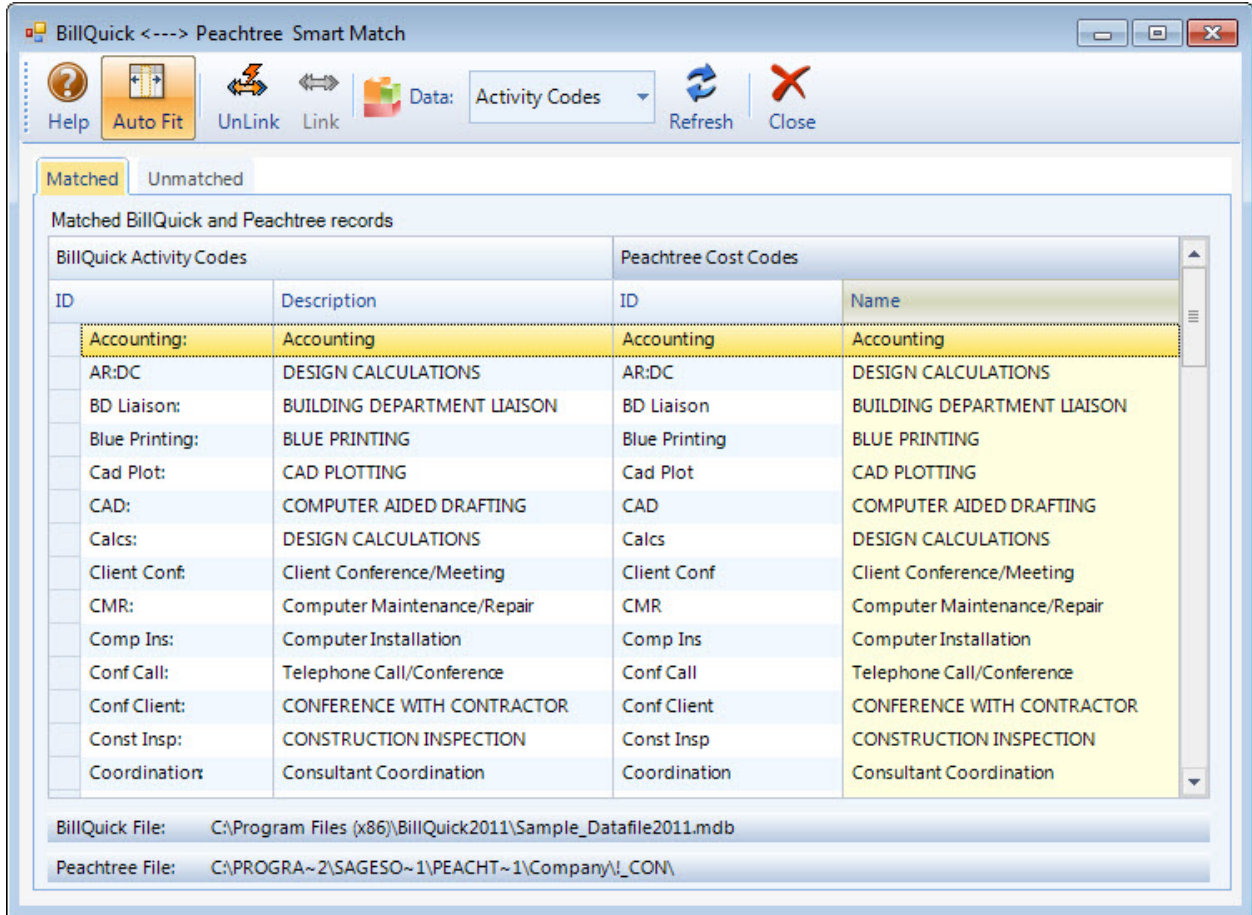 BillQuick <---> Peachtree Smart Match
Help Auto Fit UnLink Link Data: Activity Codes Refresh Close
Matched Unmatched
Matched BillQuick and Peachtree records
BillQuick Activity Codes Peachtree Cost Codes
ID Description ID Name
Accounting: Accounting Accounting Accounting
AR:DC DESIGN CALCULATIONS AR:DC DESIGN CALCULATIONS
BD Liaison: BUILDING DEPARTMENT LIAISON BD Liaison BUILDING DEPARTMENT LIAISON
Blue Printing: BLUE PRINTING Blue Printing BLUE PRINTING
Cad Plot: CAD PLOTTING Cad Plot CAD PLOTTING
CAD: COMPUTER AIDED DRAFTING CAD COMPUTER AIDED DRAFTING
Calcs: DESIGN CALCULATIONS Calcs DESIGN CALCULATIONS
Client Conf: Client Conference/Meeting Client Conf Client Conference/Meeting
CMR: Computer Maintenance/Repair CMR Computer Maintenance/Repair
Comp Ins: Computer Installation Comp Ins Computer Installation
Conf Call: Telephone Call/Conference Conf Call Telephone Call/Conference
Conf Client: CONFERENCE WITH CONTRACTOR Conf Client CONFERENCE WITH CONTRACTOR
Const Insp: CONSTRUCTION INSPECTION Const Insp CONSTRUCTION INSPECTION
Coordination: Consultant Coordination Coordination Consultant Coordination
BillQuick File: C:\Program Files (x86)\BillQuick2011\Sample_Datafile2011.mdb
Peachtree File: C:\PROGRA~2\SAGESO~1\PEACHT~1\Company\!_CON\